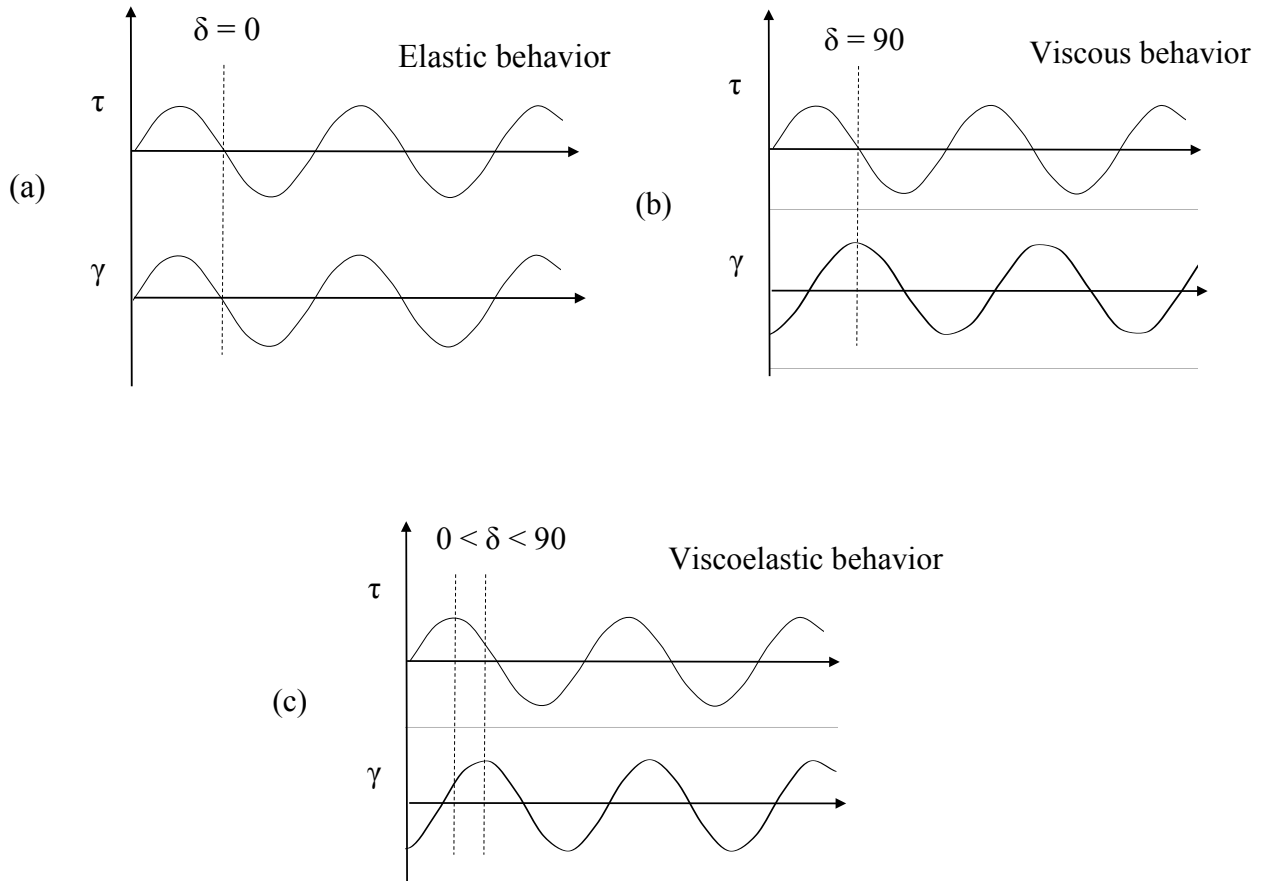 δ = 0
Elastic behavior
τ
(a)
γ
δ = 90
Viscous behavior
τ
(b)
γ
0 < δ < 90
Viscoelastic behavior
τ
(c)
γ